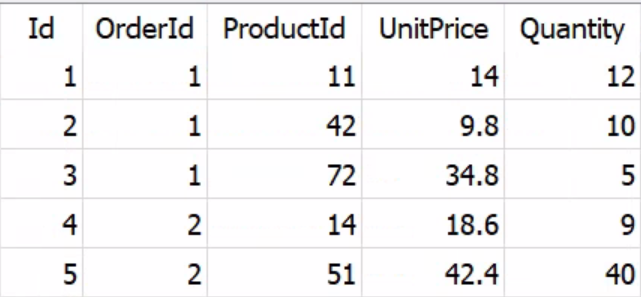 Id OrderId ProductId UnitPrice Quantity
1 1 11 14 12
2 1 42 9.8 10
3 1 72 34.8 5
4 2 14 18.6 9
5 2 51 42.4 40